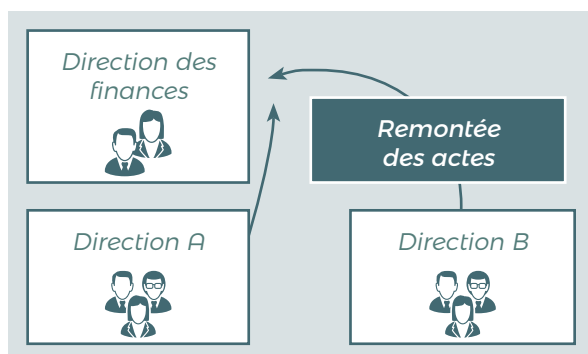 Direction des
finances
Remontée
des actes
Direction A
Direction B